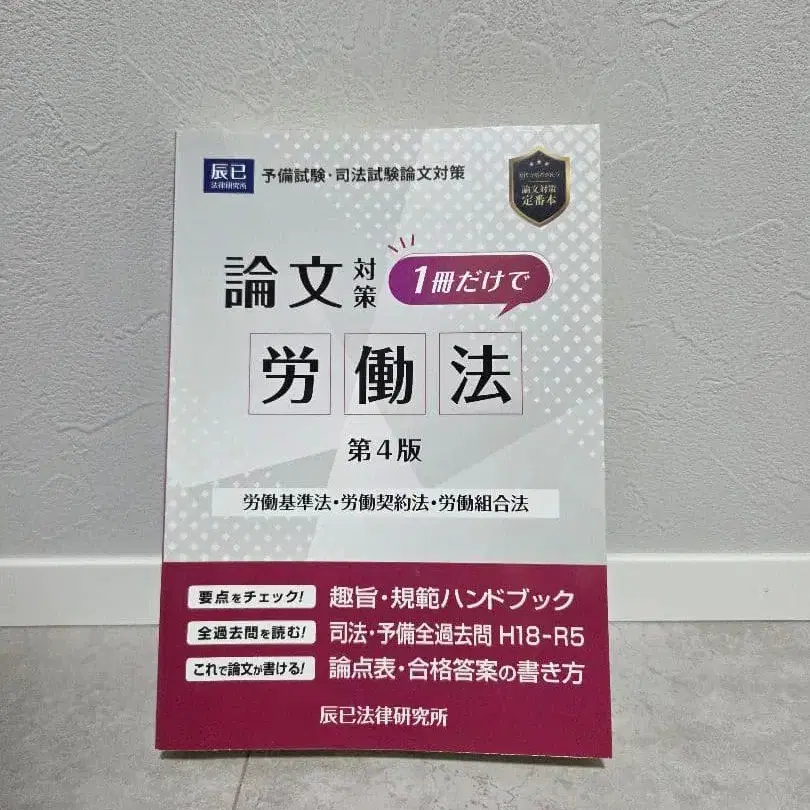 辰已
法律研究所
予備試験・司法試験論文対策
論文対策
定番本
論文対策
1冊だけで
労働法
第4版
労働基準法・労働契約法・労働組合法
要点をチェック! 趣旨・規範ハンドブック
全過去問を読む! 司法・予備全過去問 H18-R5
これで論文が書ける! 論点表・合格答案の書き方
辰已法律研究所